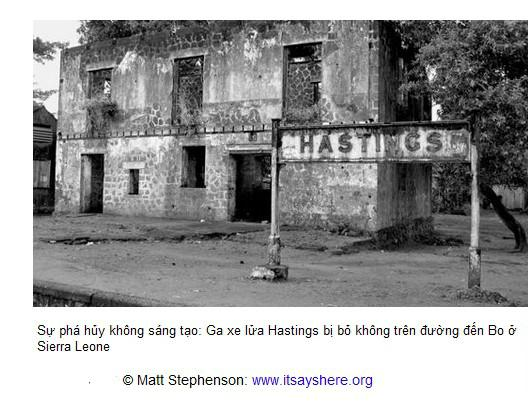 HASTINGS
Sự phá hủy không sáng tạo: Ga xe lửa Hastings bị bỏ không trên đường đến Bo ở
Sierra Leone
© Matt Stephenson: www.itsayshere.org